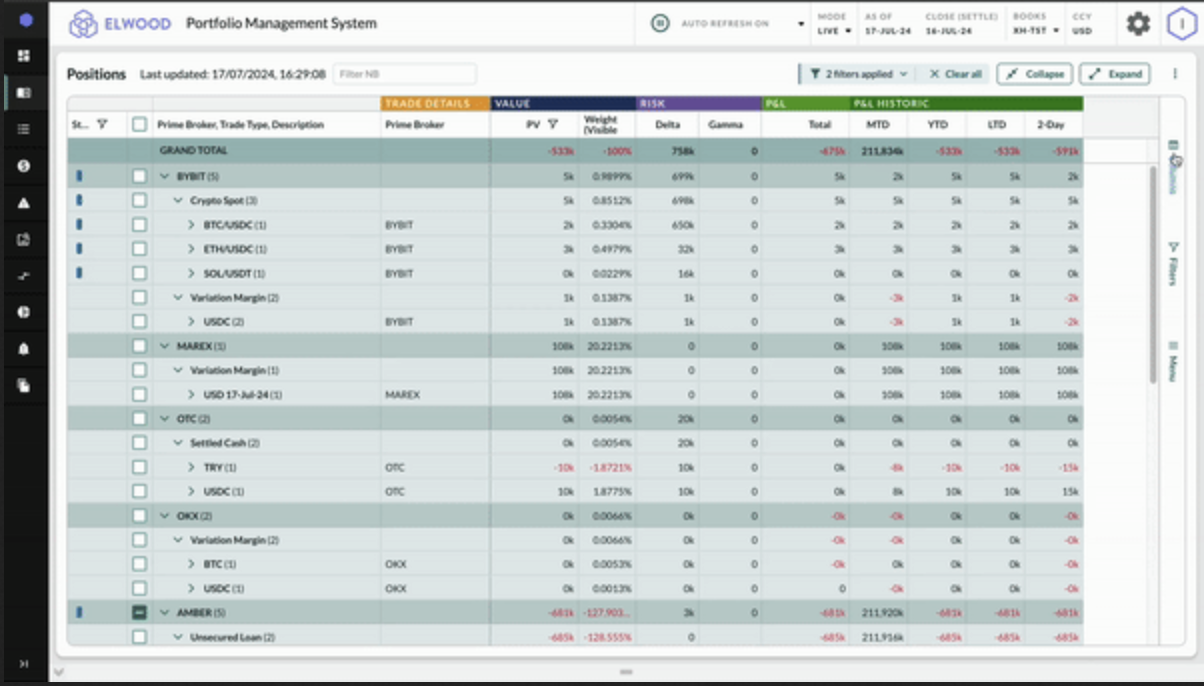 ELWOOD Portfolio Management System AUTO REFRESH ON MODE AS OF CLOSE (SETTLE) BOOKS CCY
LIVE 17-JUL-24 16-JUL-24 XH-TST USD
Positions Last updated: 17/07/2024, 16:29:08 Filter NB 2 filters applied Clear all Collapse Expand
TRADE DETAILS VALUE RISK P&L P&L HISTORIC
St... Prime Broker, Trade Type, Description Prime Broker PV Weight (Visible Delta Gamma Total MTD YTD LTD 2-Day
GRAND TOTAL -533k -100% 758k 0 -675k 211,834k -533k -533k -591k
BYBIT (5) 5k 0.9899% 699k 0 5k 2k 5k 5k 2k
Crypto Spot (3) 5k 0.8512% 698k 0 5k 5k 5k 5k 5k
BTC/USDC (1) BYBIT 2k 0.3304% 650k 0 2k 2k 2k 2k 2k
ETH/USDC (1) BYBIT 3k 0.4979% 32k 0 3k 3k 3k 3k 3k
SOL/USDT (1) BYBIT 0k 0.0229% 16k 0 0k 0k 0k 0k 0k
Variation Margin (2) 1k 0.1387% 1k 0 0k -3k 1k 1k -2k
USDC (2) BYBIT 1k 0.1387% 1k 0 0k -3k 1k 1k -2k
MAREX (1) 108k 20.2213% 0 0 0k 108k 108k 108k 108k
Variation Margin (1) 108k 20.2213% 0 0 0k 108k 108k 108k 108k
USD 17-Jul-24 (1) MAREX 108k 20.2213% 0 0 0k 108k 108k 108k 108k
OTC (2) 0k 0.0054% 20k 0 0k 0k 0k 0k 0k
Settled Cash (2) 0k 0.0054% 20k 0 0k 0k 0k 0k 0k
TRY (1) OTC -10k -1.8721% 10k 0 0k -8k -10k -10k -15k
USDC (1) OTC 10k 1.8775% 10k 0 0k 8k 10k 10k 15k
OKX (2) 0k 0.0066% 0k 0 -0k -0k 0k 0k -0k
Variation Margin (2) 0k 0.0066% 0k 0 -0k -0k 0k 0k -0k
BTC (1) OKX 0k 0.0053% 0k 0 -0k 0k 0k 0k -0k
USDC (1) OKX 0k 0.0013% 0k 0 0 -0k 0k 0k -0k
AMBER (5) -681k -127.903... 3k 0 -681k 211,920k -681k -681k -681k
Unsecured Loan (2) -685k -128.555% 0 -685k 211,916k -685k -685k -685k
Filters
Menu